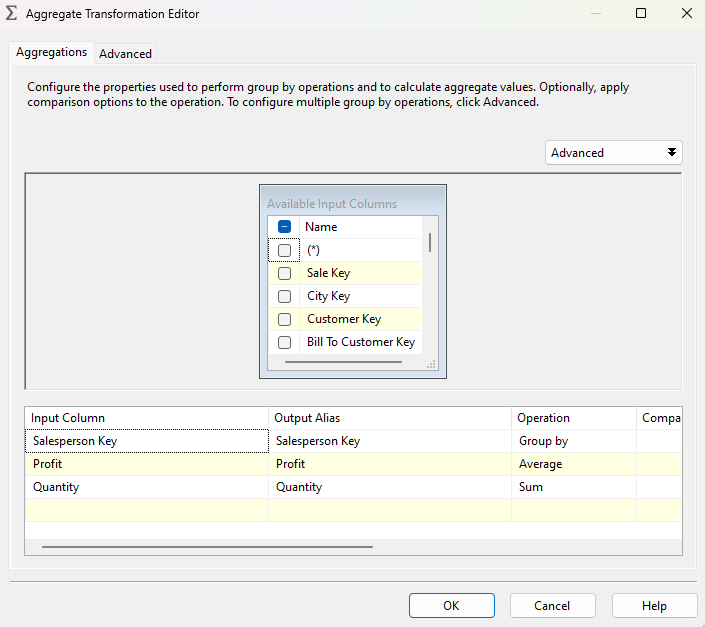 Aggregate Transformation Editor
Aggregations Advanced
Configure the properties used to perform group by operations and to calculate aggregate values. Optionally, apply
comparison options to the operation. To configure multiple group by operations, click Advanced.
Advanced
Available Input Columns
Name
(*)
Sale Key
City Key
Customer Key
Bill To Customer Key
Input Column Output Alias Operation Compa
Salesperson Key Salesperson Key Group by
Profit Profit Average
Quantity Quantity Sum
OK Cancel Help